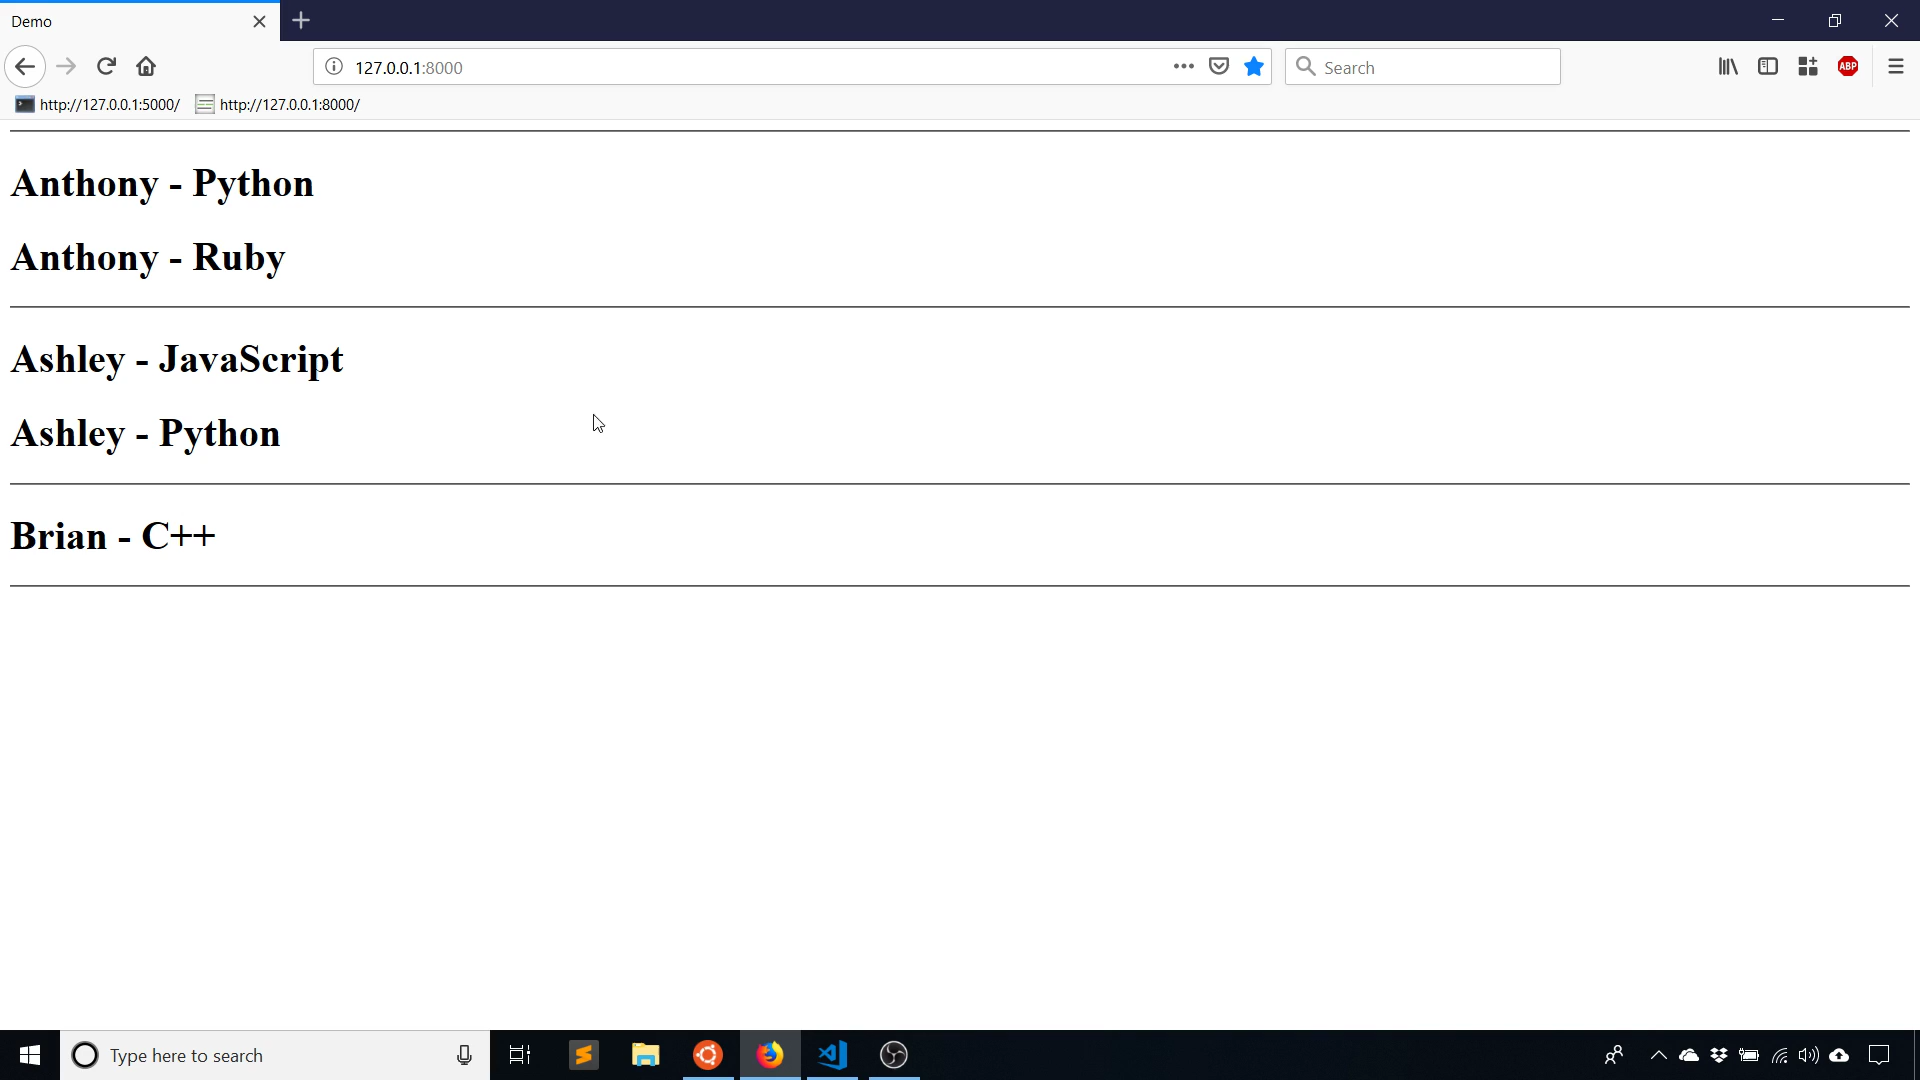 Demo
127.0.0.1:8000
Search
ABP
http://127.0.0.1:5000/ http://127.0.0.1:8000/
Anthony - Python
Anthony - Ruby
Ashley - JavaScript
Ashley - Python
Brian - C++
Type here to search